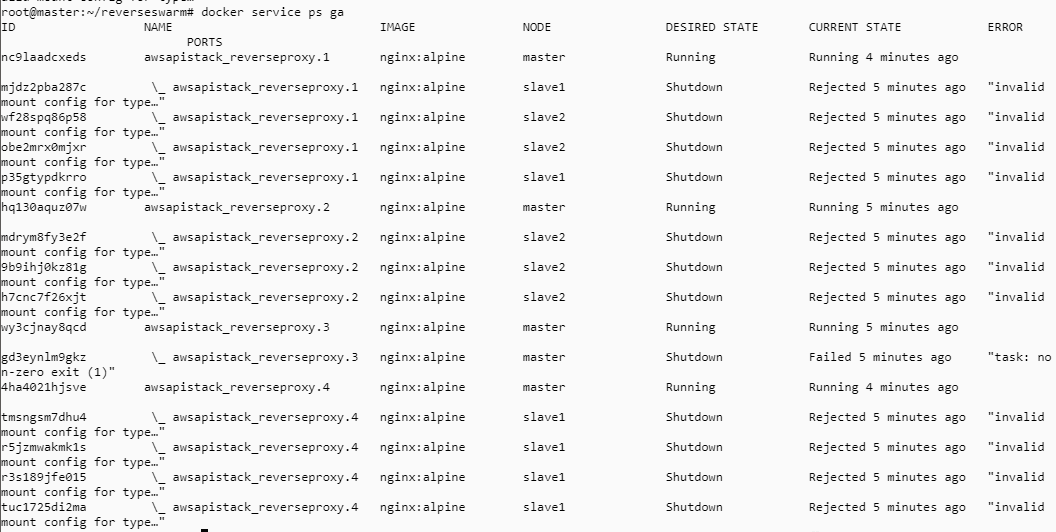 root@master:~/reverseswarm# docker service ps ga
ID NAME IMAGE NODE DESIRED STATE CURRENT STATE ERROR
PORTS
nc9laadcxeds awsapistack_reverseproxy.1 nginx:alpine master Running Running 4 minutes ago
mjdz2pba287c \_ awsapistack_reverseproxy.1 nginx:alpine slave1 Shutdown Rejected 5 minutes ago "invalid
mount config for type…"
wf28spq86p58 \_ awsapistack_reverseproxy.1 nginx:alpine slave2 Shutdown Rejected 5 minutes ago "invalid
mount config for type…"
obe2mrx0mjxr \_ awsapistack_reverseproxy.1 nginx:alpine slave2 Shutdown Rejected 5 minutes ago "invalid
mount config for type…"
p35gtypdkrro \_ awsapistack_reverseproxy.1 nginx:alpine slave1 Shutdown Rejected 5 minutes ago "invalid
mount config for type…"
hq130aquz07w awsapistack_reverseproxy.2 nginx:alpine master Running Running 5 minutes ago
mdrym8fy3e2f \_ awsapistack_reverseproxy.2 nginx:alpine slave2 Shutdown Rejected 5 minutes ago "invalid
mount config for type…"
9b9ihj0kz81g \_ awsapistack_reverseproxy.2 nginx:alpine slave2 Shutdown Rejected 5 minutes ago "invalid
mount config for type…"
h7cnc7f26xjt \_ awsapistack_reverseproxy.2 nginx:alpine slave2 Shutdown Rejected 5 minutes ago "invalid
mount config for type…"
wy3cjnay8qcd awsapistack_reverseproxy.3 nginx:alpine master Running Running 5 minutes ago
gd3eynlm9gkz \_ awsapistack_reverseproxy.3 nginx:alpine master Shutdown Failed 5 minutes ago "task: no
n-zero exit (1)"
4ha4021hjsve awsapistack_reverseproxy.4 nginx:alpine master Running Running 4 minutes ago
tmsngsm7dhu4 \_ awsapistack_reverseproxy.4 nginx:alpine slave1 Shutdown Rejected 5 minutes ago "invalid
mount config for type…"
r5jzmwakmk1s \_ awsapistack_reverseproxy.4 nginx:alpine slave1 Shutdown Rejected 5 minutes ago "invalid
mount config for type…"
r3s189jfe015 \_ awsapistack_reverseproxy.4 nginx:alpine slave1 Shutdown Rejected 5 minutes ago "invalid
mount config for type…"
tuc1725di2ma \_ awsapistack_reverseproxy.4 nginx:alpine slave1 Shutdown Rejected 5 minutes ago "invalid
mount config for type…"